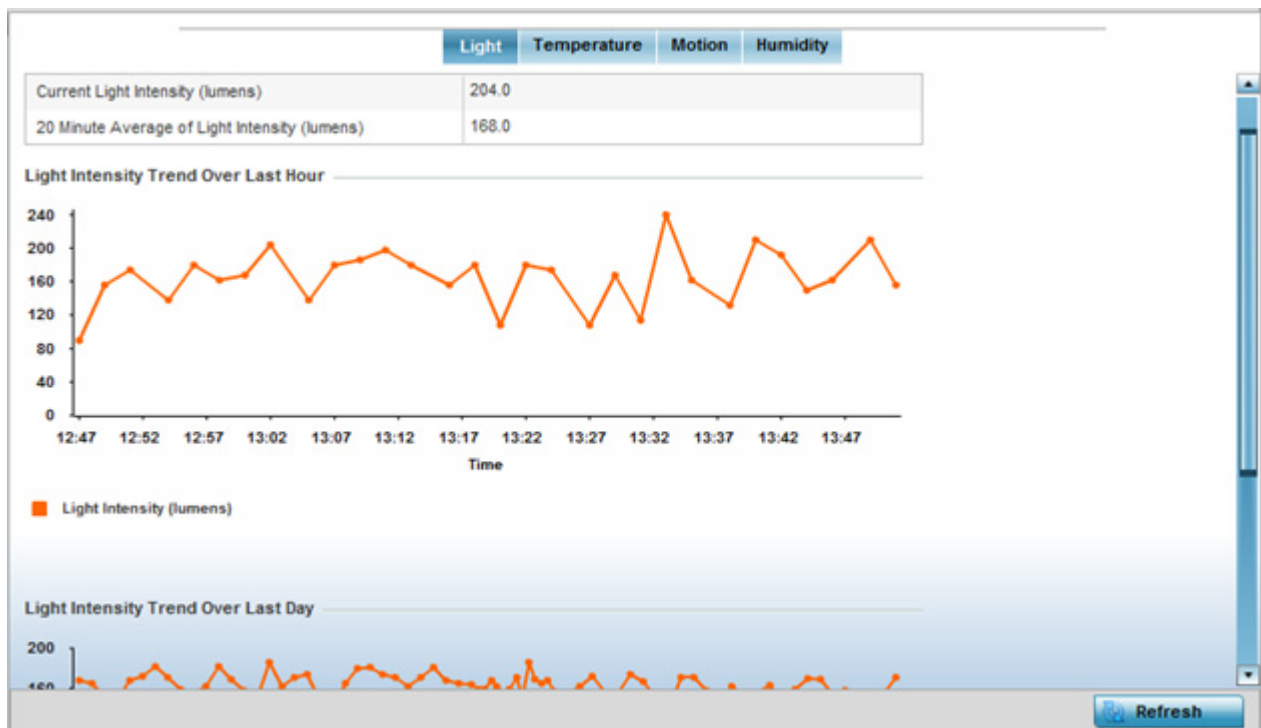 Light Temperature Motion Humidity
Current Light Intensity (lumens) 204.0
20 Minute Average of Light Intensity (lumens) 168.0
Light Intensity Trend Over Last Hour
240
200
160
120
80
40
0
12:47 12:52 12:57 13:02 13:07 13:12 13:17 13:22 13:27 13:32 13:37 13:42 13:47
Time
Light Intensity (lumens)
Light Intensity Trend Over Last Day
200
160
Refresh